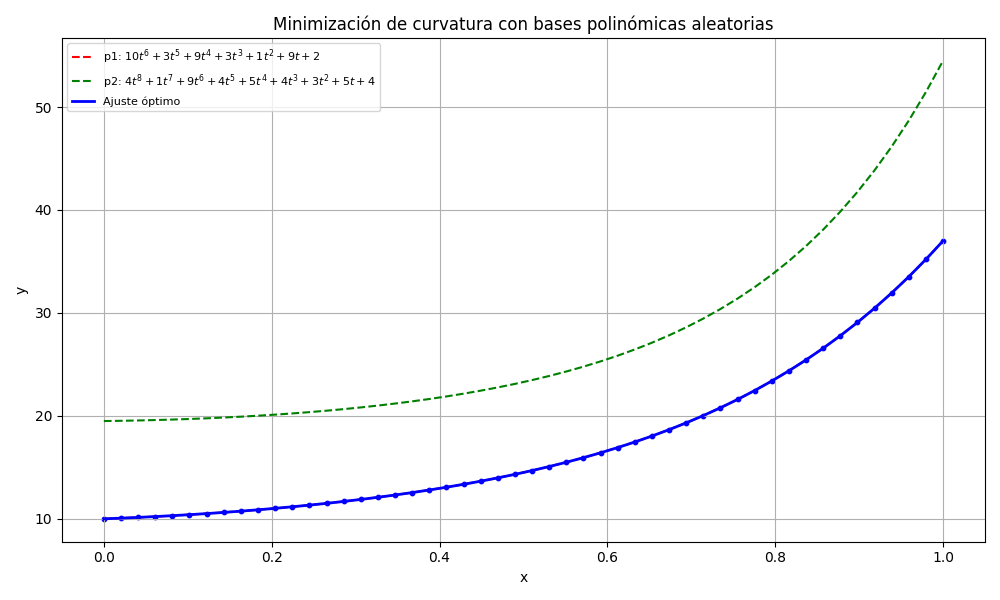 Minimización de curvatura con bases polinómicas aleatorias
p1: 10t⁶ + 3t⁵ + 9t⁴ + 3t³ + 1t² + 9t + 2
p2: 4t⁸ + 1t⁷ + 9t⁶ + 4t⁵ + 5t⁴ + 4t³ + 3t² + 5t + 4
Ajuste óptimo
y
50
40
30
20
10
0.0 0.2 0.4 0.6 0.8 1.0
x